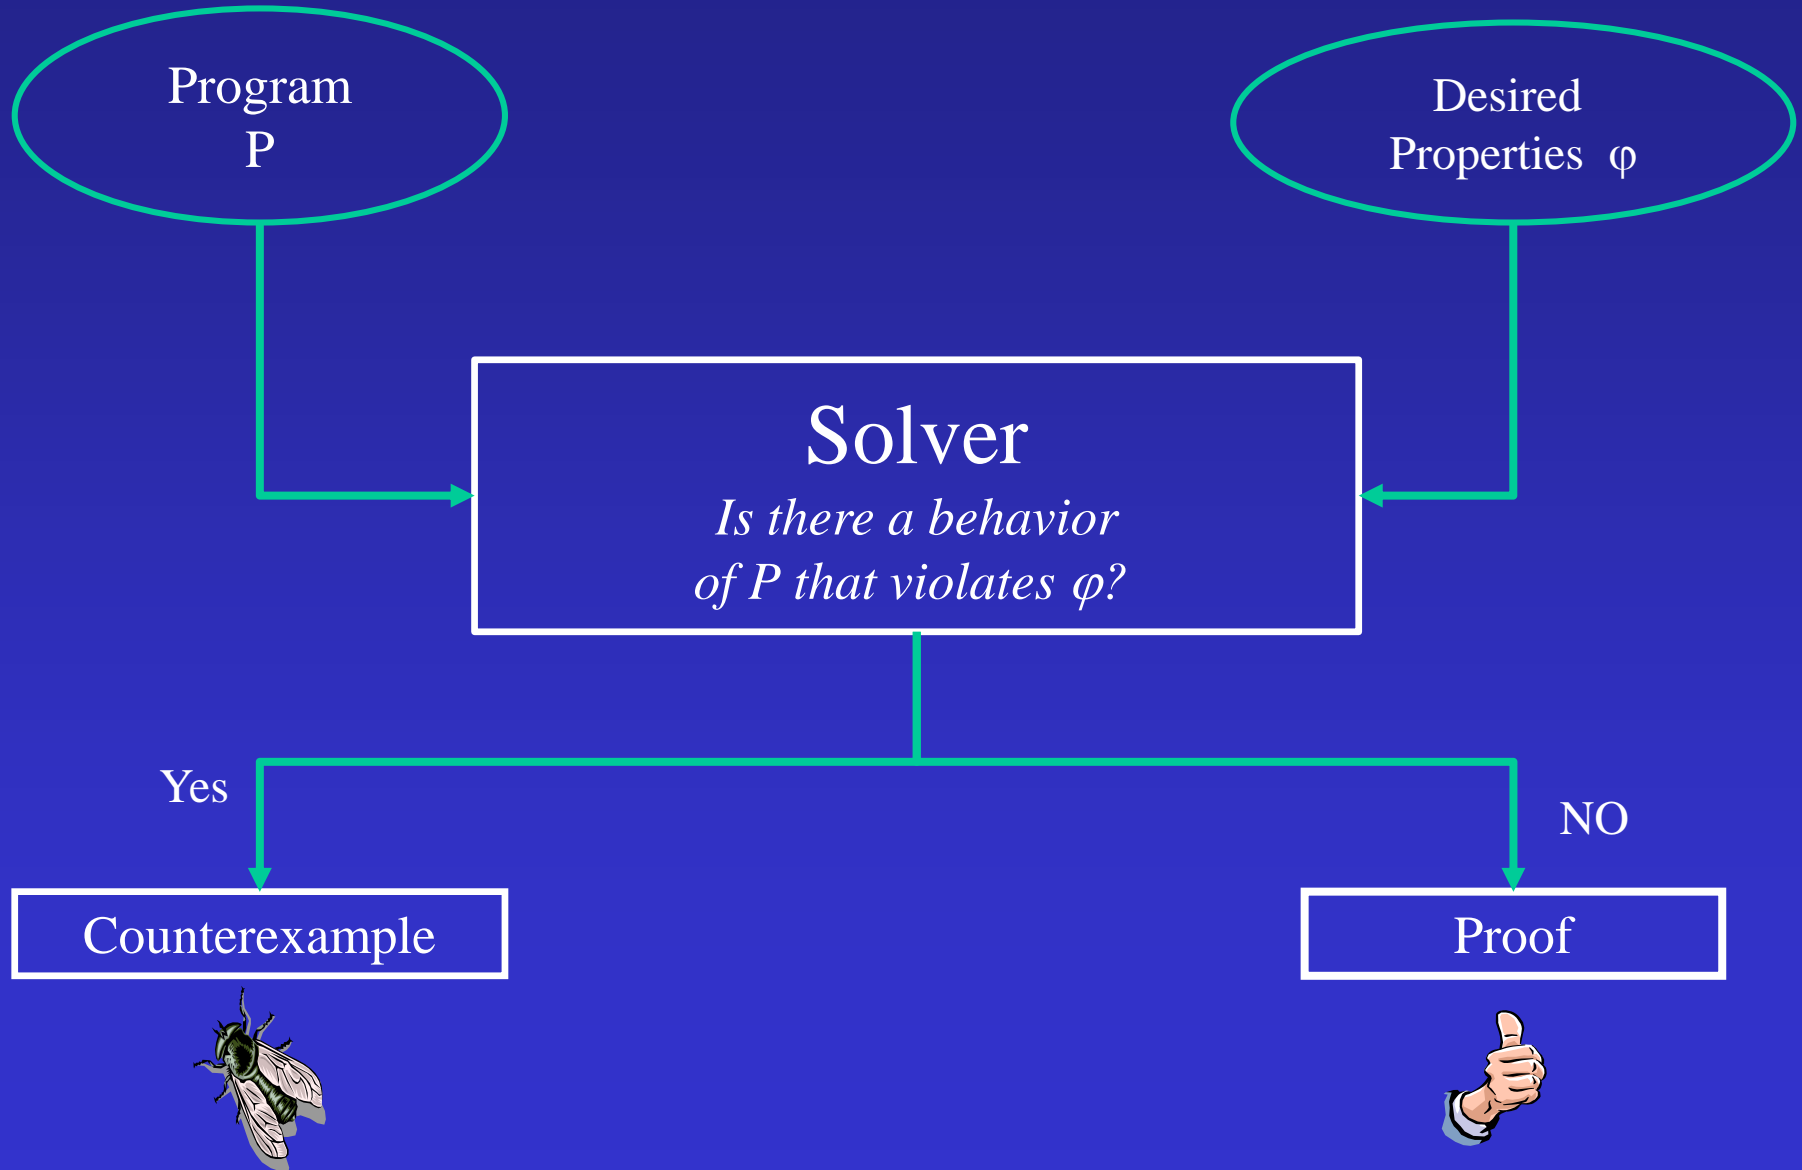 Program
P
Desired
Properties φ
Solver
Is there a behavior
of P that violates φ?
Yes
NO
Counterexample
Proof